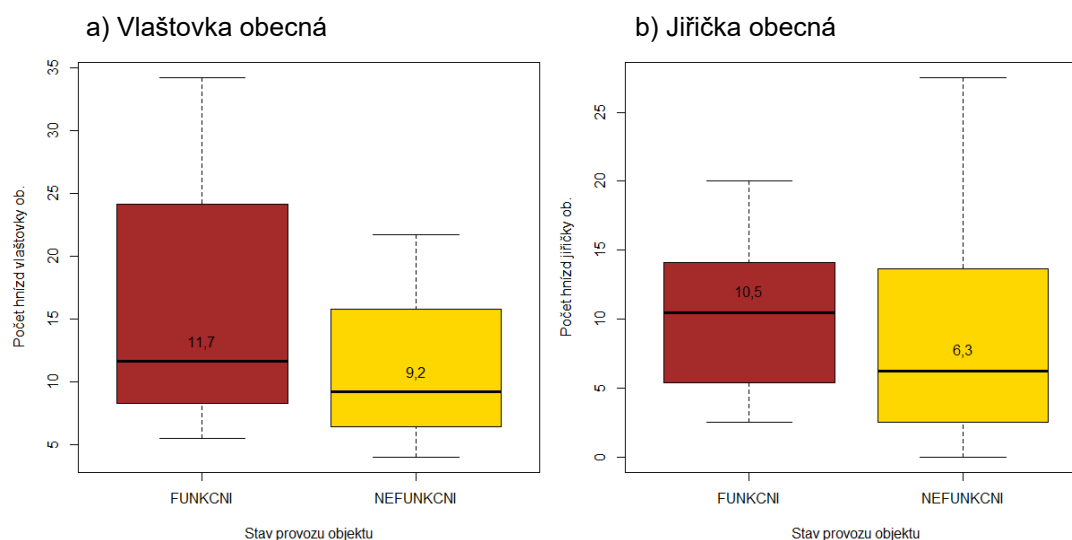 a) Vlaštovka obecná
35
30
25
20
15
10
5
Počet hnízd vlaštovky ob.
11,7
9,2
FUNKCNI NEFUNKCNI
Stav provozu objektu
b) Jiřička obecná
25
20
15
10
5
0
Počet hnízd jiřičky ob.
10,5
6,3
FUNKCNI NEFUNKCNI
Stav provozu objektu